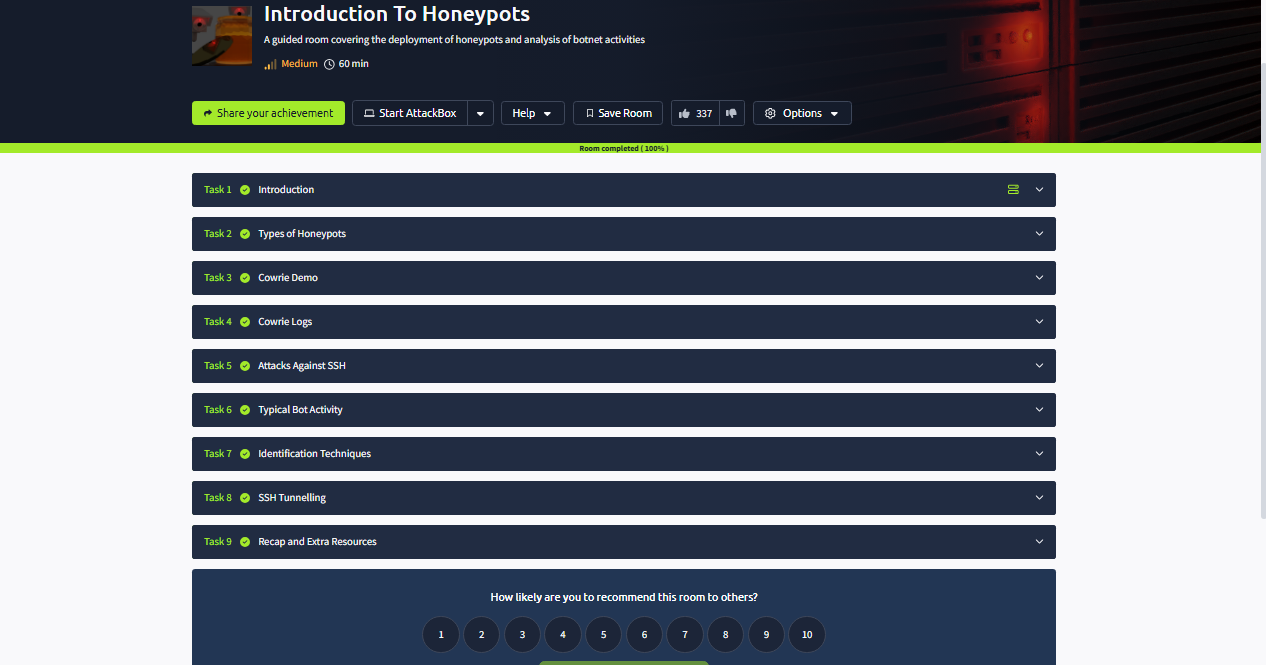 Introduction To Honeypots
A guided room covering the deployment of honeypots and analysis of botnet activities
Medium 60 min
Share your achievement Start AttackBox Help Save Room 337 Options
Room completed ( 100% )
Task 1 Introduction
Task 2 Types of Honeypots
Task 3 Cowrie Demo
Task 4 Cowrie Logs
Task 5 Attacks Against SSH
Task 6 Typical Bot Activity
Task 7 Identification Techniques
Task 8 SSH Tunnelling
Task 9 Recap and Extra Resources
How likely are you to recommend this room to others?
1 2 3 4 5 6 7 8 9 10